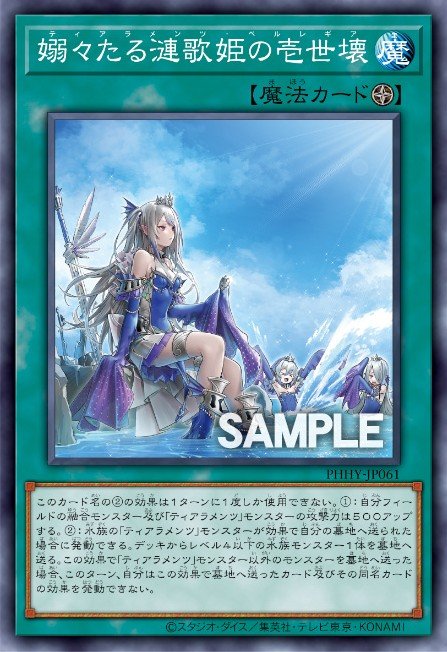 ティアラメンツ・ペルレギア
嫋々たる漣歌姫の壱世壊 魔
まほう
【魔法カード】
SAMPLE
PHHY-JP061
このカード名の②の効果は1ターンに1度しか使用できない。①：自分フィー
ルドの融合モンスター及び「ティアラメンツ」モンスターの攻撃力は500アップ
する。②：水族の「ティアラメンツ」モンスターが効果で自分の墓地へ送られた
場合に発動できる。デッキからレベル4以下の水族モンスター1体を墓地へ
送る。この効果で「ティアラメンツ」モンスター以外のモンスターを墓地へ送った
場合、このターン、自分はこの効果で墓地へ送ったカード及びその同名カード
の効果を発動できない。
©スタジオ・ダイス／集英社・テレビ東京・KONAMI